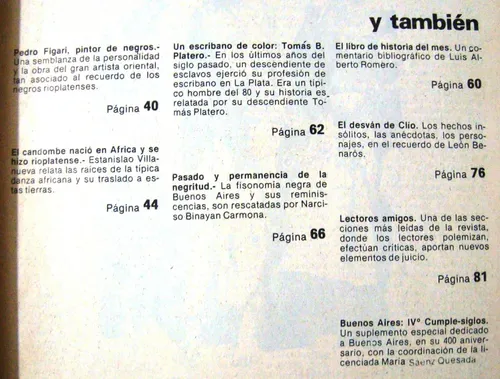 y también
Pedro Figari, pintor de negros.-
Una semblanza de la personalidad
y la obra del gran artista oriental,
tan asociado al recuerdo de los
negros rioplatenses.
Página 40
El candombe nació en Africa y se
hizo rioplatense.- Estanislao Villa-
nueva relata las raíces de la típica
danza africana y su traslado a es-
tas tierras.
Página 44
Un escribano de color: Tomás B.
Platero.- En los últimos años del
siglo pasado, un descendiente de
esclavos ejerció su profesión de
escribano en La Plata. Era un típi-
co hombre del 80 y su historia es
relatada por su descendiente To-
más Platero.
Página 62
Pasado y permanencia de la
negritud.- La fisonomía negra de
Buenos Aires y sus reminis-
cencias, son rescatadas por Narci-
so Binayan Carmona.
Página 66
El libro de historia del mes. Un co-
mentario bibliográfico de Luis Al-
berto Romero.
Página 60
El desván de Clío. Los hechos in-
sólitos, las anécdotas, los perso-
najes, en el recuerdo de León Be-
narós.
Página 76
Lectores amigos. Una de las sec-
ciones más leídas de la revista,
donde los lectores polemizan,
efectúan críticas, aportan nuevos
elementos de juicio.
Página 81
Buenos Aires: IVº Cumple-siglos.
Un suplemento especial dedicado
a Buenos Aires, en su 400 aniver-
sario, con la coordinación de la li-
cenciada María Sáenz Quesada